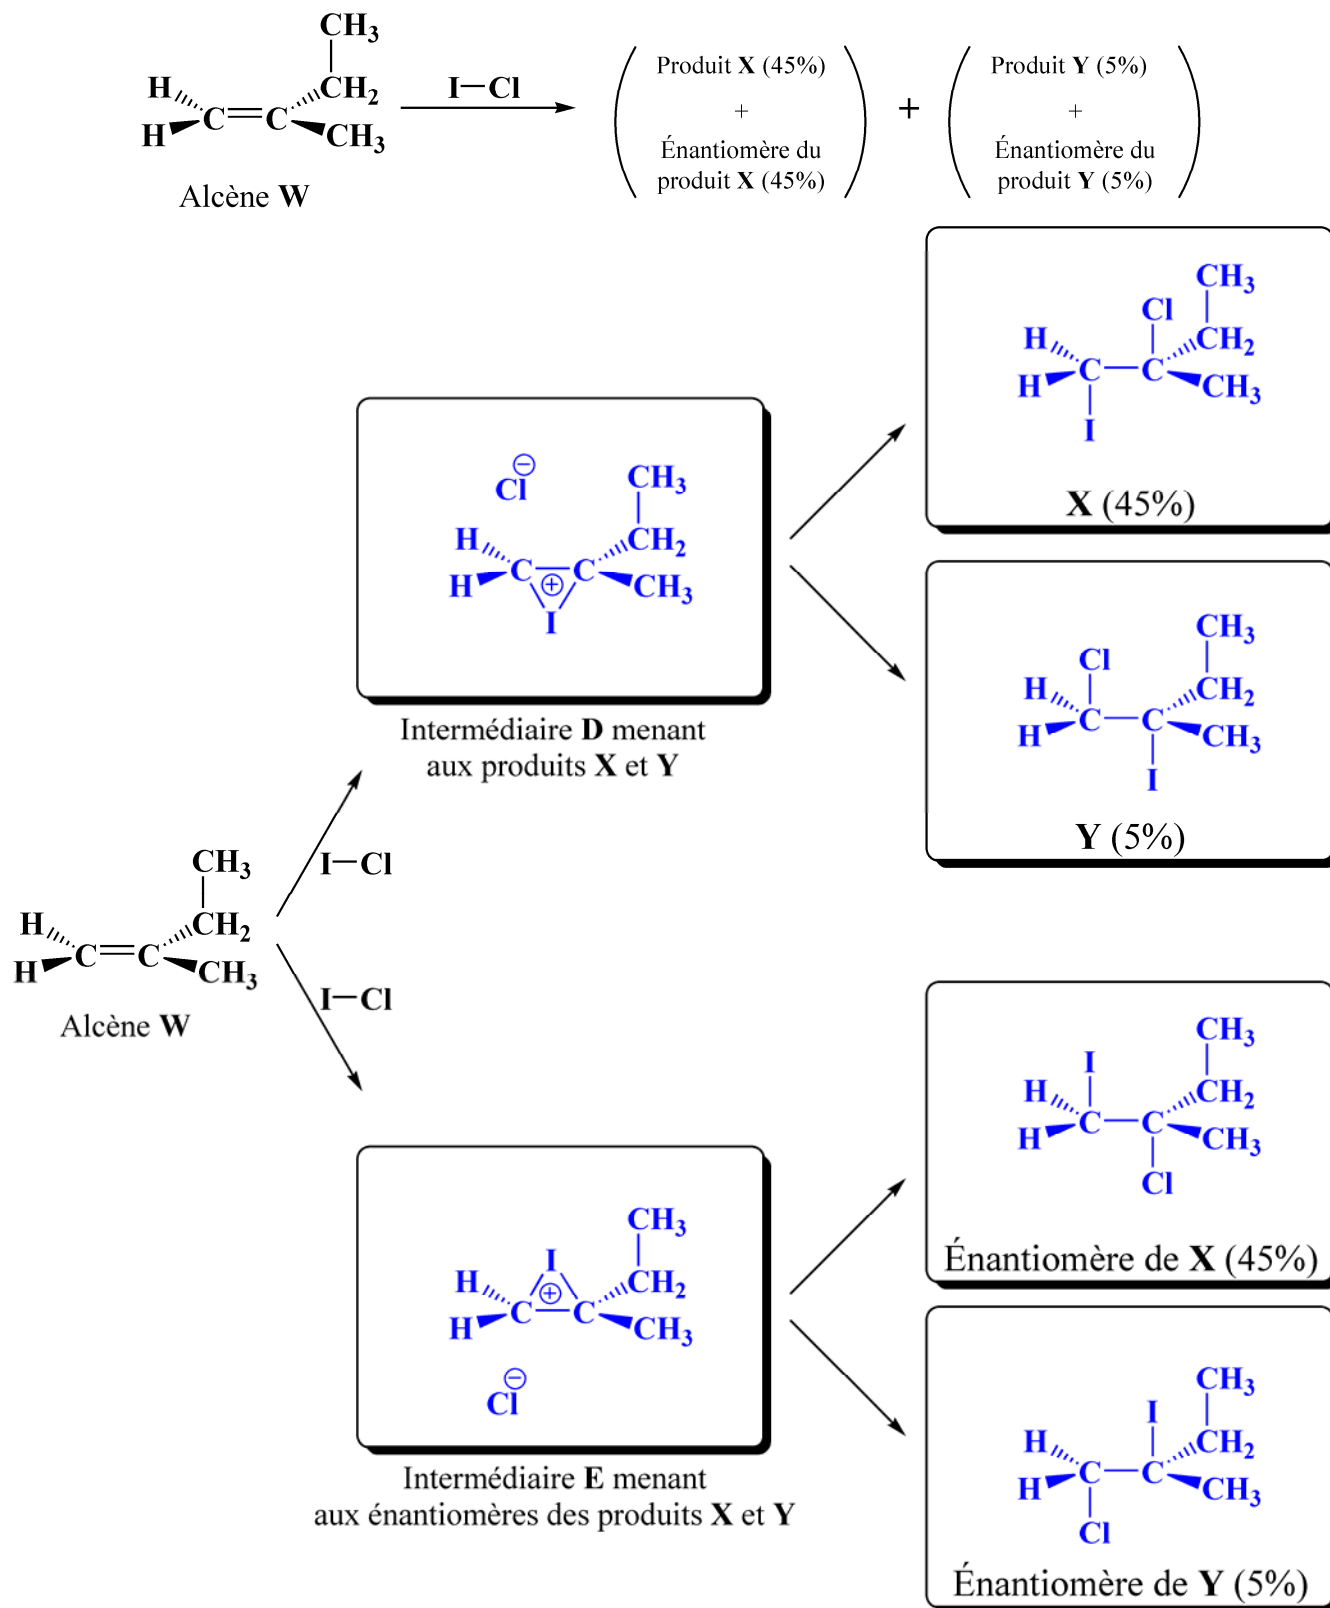 CH3
H
CH2
C=C
H
CH3
I-Cl
Alcène W
Produit X (45%)
+
Énantiomère du
produit X (45%)
+
Produit Y (5%)
+
Énantiomère du
produit Y (5%)
CH3
Cl
H
CH2
C-C
H
CH3
I
X (45%)
Cl⊖
CH3
H
CH2
C-C
⊕
H
CH3
I
Intermédiaire D menant
aux produits X et Y
CH3
Cl
H
CH2
C-C
H
CH3
I
Y (5%)
CH3
H
CH2
C=C
H
CH3
Alcène W
I-Cl
I-Cl
CH3
I
H
CH2
C-C
H
CH3
Cl
Énantiomère de X (45%)
CH3
I
H
CH2
⊕
C-C
H
CH3
Cl⊖
Intermédiaire E menant
aux énantiomères des produits X et Y
CH3
I
H
CH2
C-C
H
CH3
Cl
Énantiomère de Y (5%)